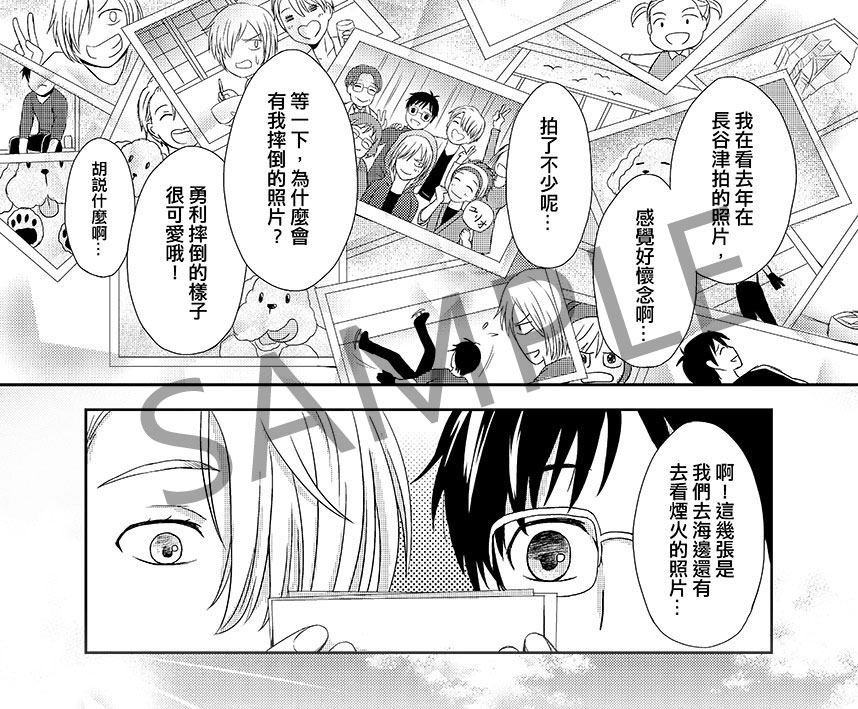 我在看去年在
長谷津拍的照片，
感覺好懷念啊…
拍了不少呢…
等一下，為什麼會
有我摔倒的照片？
勇利摔倒的樣子
很可愛哦！
胡説什麼啊…
啊！這幾張是
我們去海邊還有
去看煙火的照片…
SAMPLE